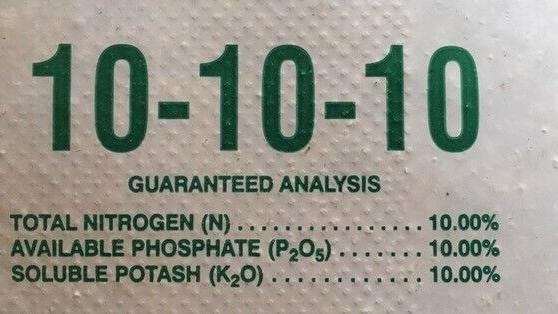 10-10-10
GUARANTEED ANALYSIS
TOTAL NITROGEN (N) ................ 10.00%
AVAILABLE PHOSPHATE (P₂O₅) ........ 10.00%
SOLUBLE POTASH (K₂O) ............. 10.00%